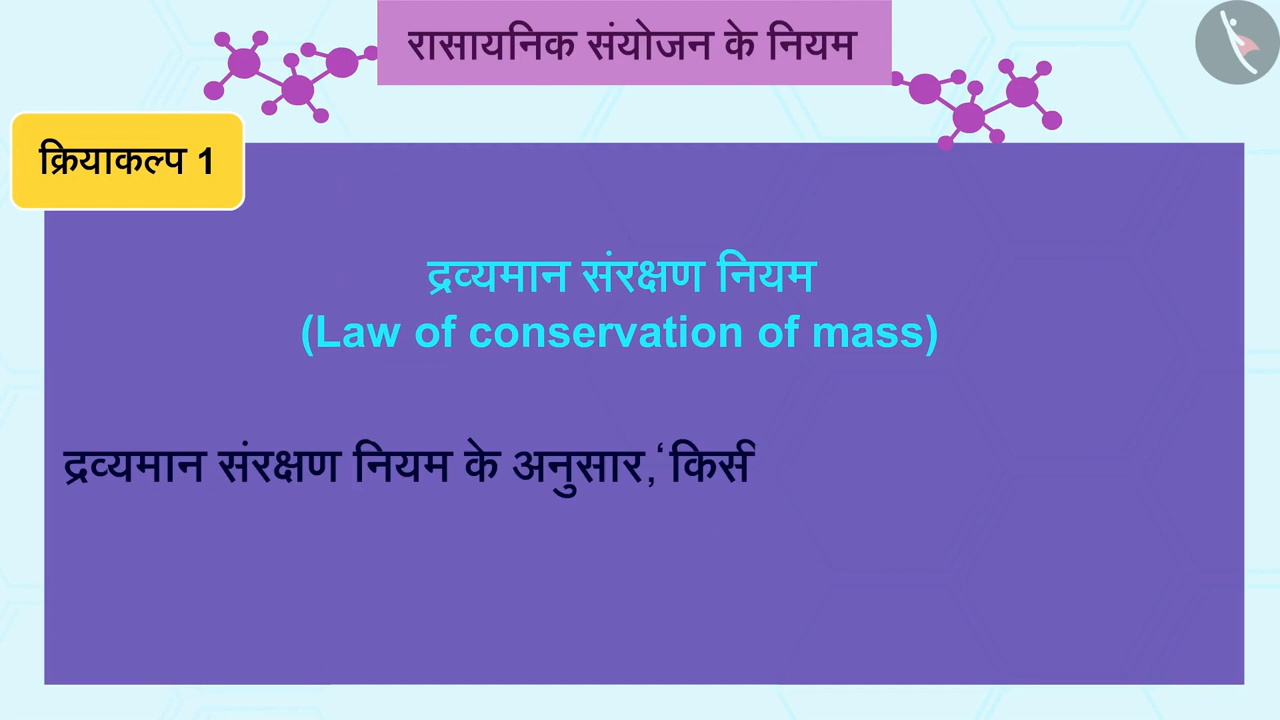 रासायनिक संयोजन के नियम
क्रियाकल्प 1
द्रव्यमान संरक्षण नियम
(Law of conservation of mass)
द्रव्यमान संरक्षण नियम के अनुसार,‘किसी